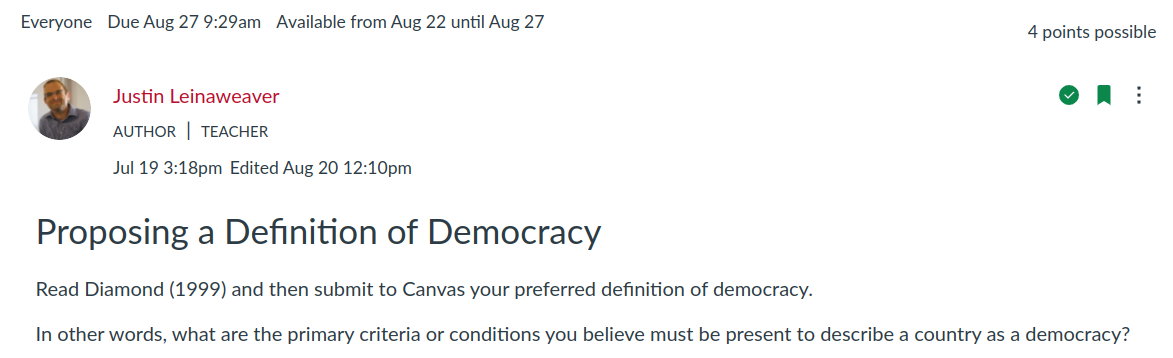 Everyone Due Aug 27 9:29am Available from Aug 22 until Aug 27
4 points possible
Justin Leinaweaver
AUTHOR | TEACHER
Jul 19 3:18pm Edited Aug 20 12:10pm
Proposing a Definition of Democracy
Read Diamond (1999) and then submit to Canvas your preferred definition of democracy.
In other words, what are the primary criteria or conditions you believe must be present to describe a country as a democracy?